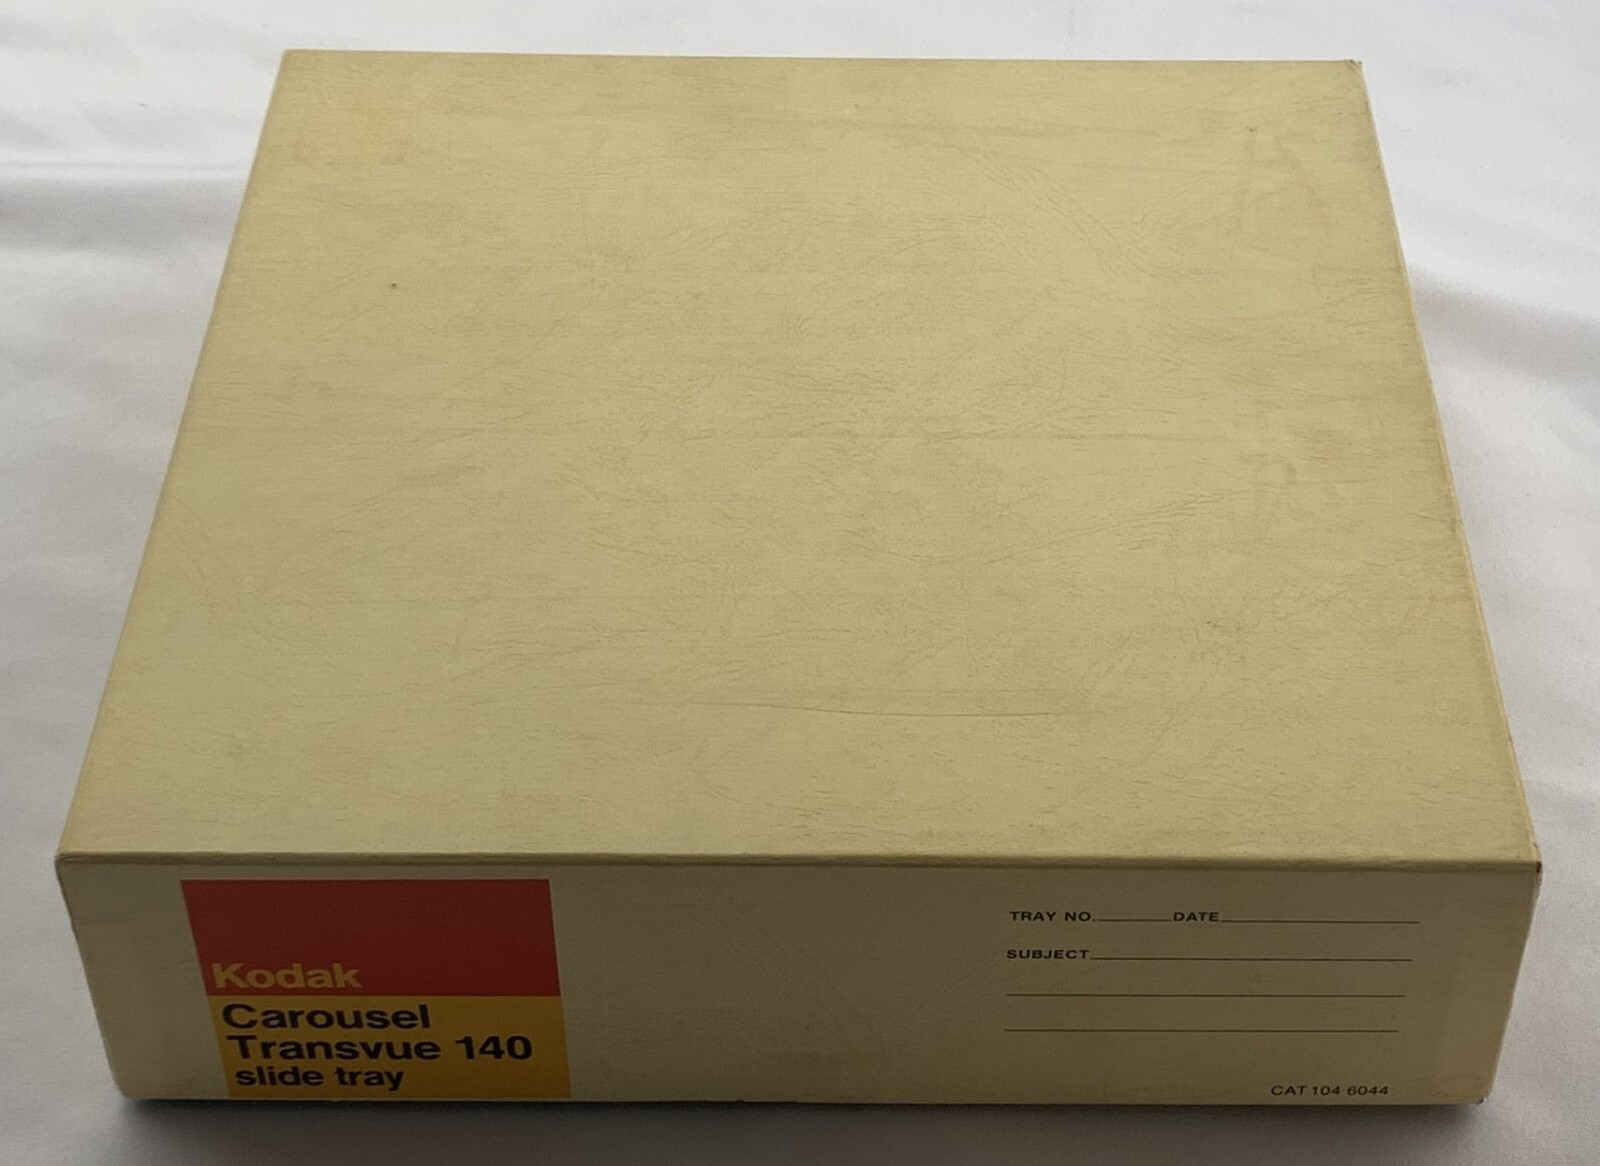 Kodak
Carousel
Transvue 140
slide tray
TRAY NO. DATE
SUBJECT
CAT 104 6044